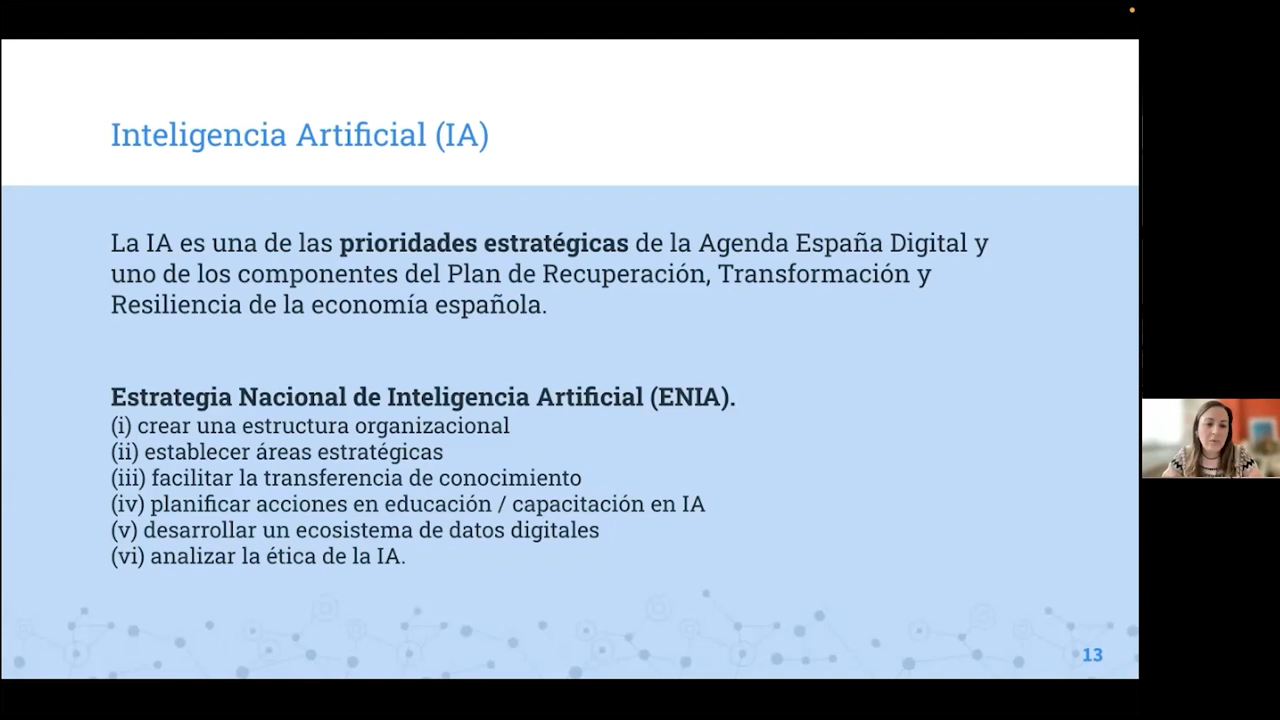 Inteligencia Artificial (IA)
La IA es una de las prioridades estratégicas de la Agenda España Digital y
uno de los componentes del Plan de Recuperación, Transformación y
Resiliencia de la economía española.
Estrategia Nacional de Inteligencia Artificial (ENIA).
(i) crear una estructura organizacional
(ii) establecer áreas estratégicas
(iii) facilitar la transferencia de conocimiento
(iv) planificar acciones en educación / capacitación en IA
(v) desarrollar un ecosistema de datos digitales
(vi) analizar la ética de la IA.
13